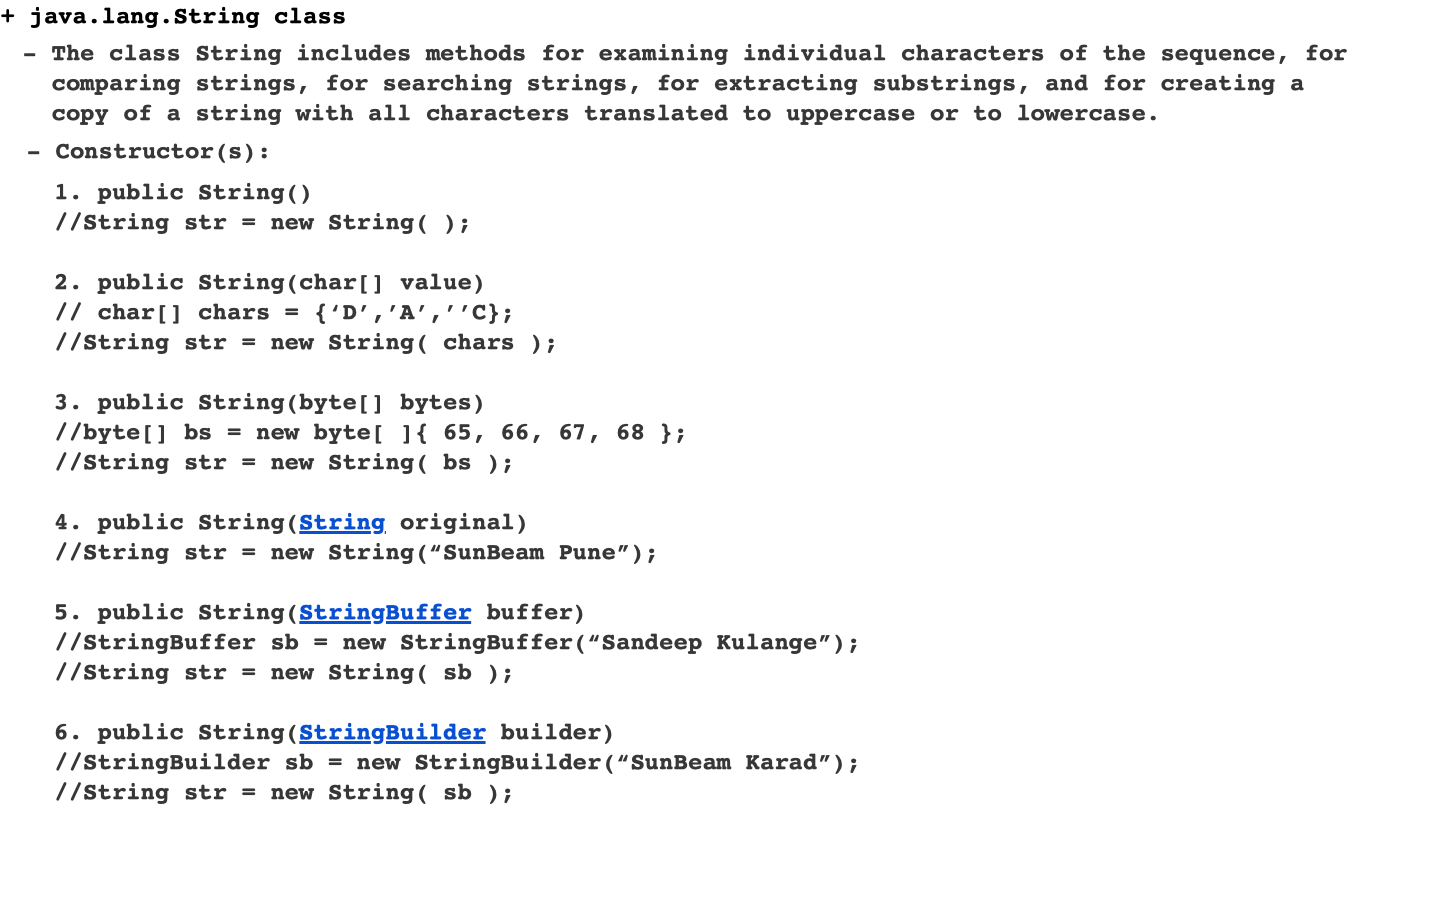 + java.lang.String class
– The class String includes methods for examining individual characters of the sequence, for
comparing strings, for searching strings, for extracting substrings, and for creating a
copy of a string with all characters translated to uppercase or to lowercase.
– Constructor(s):
1. public String()
//String str = new String( );
2. public String(char[] value)
// char[] chars = {‘D’,’A’,’’C};
//String str = new String( chars );
3. public String(byte[] bytes)
//byte[] bs = new byte[ ]{ 65, 66, 67, 68 };
//String str = new String( bs );
4. public String(String original)
//String str = new String(“SunBeam Pune”);
5. public String(StringBuffer buffer)
//StringBuffer sb = new StringBuffer(“Sandeep Kulange”);
//String str = new String( sb );
6. public String(StringBuilder builder)
//StringBuilder sb = new StringBuilder(“SunBeam Karad”);
//String str = new String( sb );